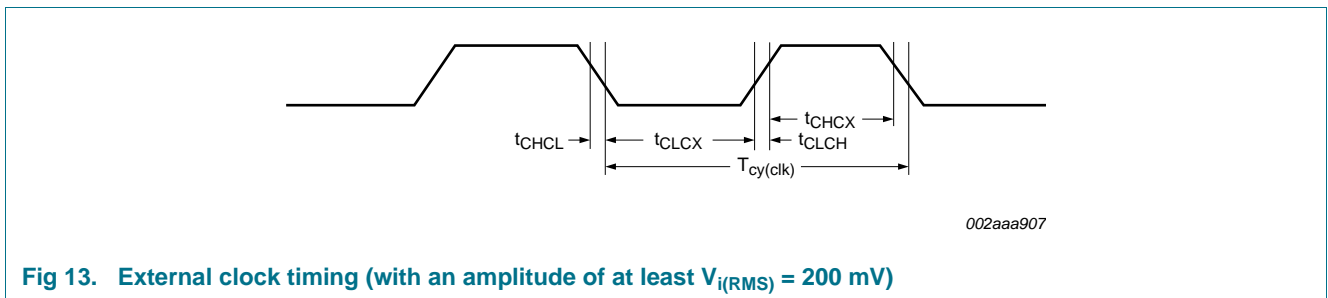 tCHCX
tCHCL
tCLCX
tCLCH
Tcy(clk)
002aaa907
Fig 13. External clock timing (with an amplitude of at least Vi(RMS) = 200 mV)